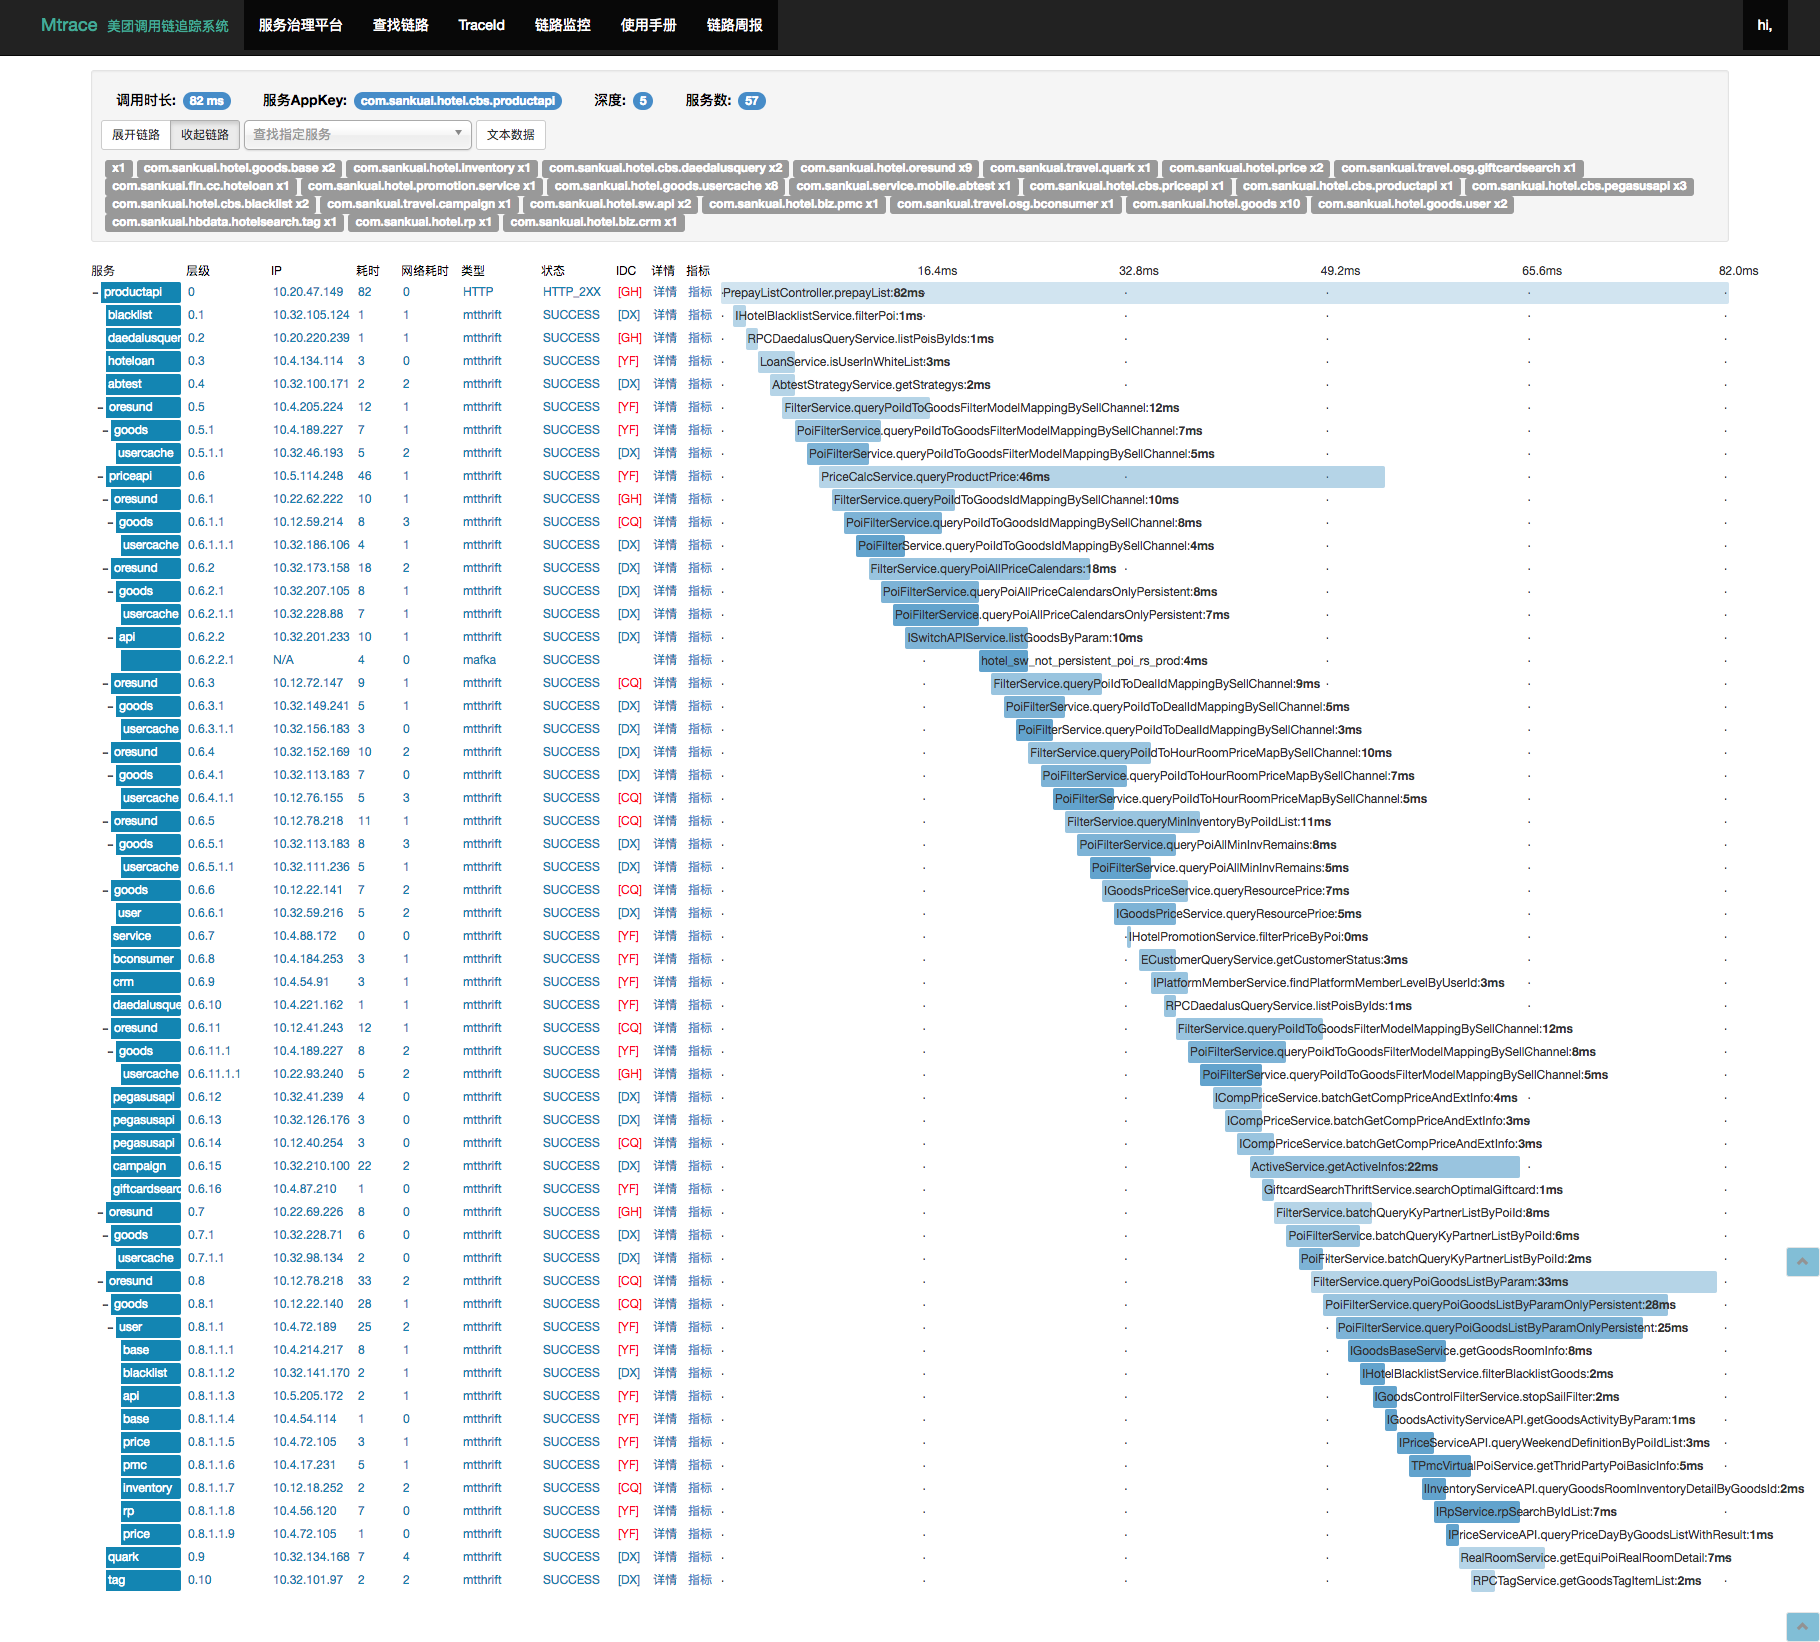 Mtrace 美团调用链追踪系统 服务治理平台 查找链路 TraceId 链路监控 使用手册 链路周报 hi,
调用时长: 82 ms 服务AppKey: com.sankuai.hotel.cbs.productapi 深度: 5 服务数: 57
展开链路 收起链路 查找指定服务 文本数据
x1 com.sankuai.hotel.goods.base x2 com.sankuai.hotel.inventory x1 com.sankuai.hotel.cbs.daedalusquery x2 com.sankuai.hotel.oresund x9 com.sankuai.travel.quark x1 com.sankuai.hotel.price x2 com.sankuai.travel.osg.giftcardsearch x1
com.sankuai.fin.cc.hoteloan x1 com.sankuai.hotel.promotion.service x1 com.sankuai.hotel.goods.usercache x8 com.sankuai.service.mobile.abtest x1 com.sankuai.hotel.cbs.priceapi x1 com.sankuai.hotel.cbs.productapi x1 com.sankuai.hotel.cbs.pegasusapi x3
com.sankuai.hotel.cbs.blacklist x2 com.sankuai.travel.campaign x1 com.sankuai.hotel.sw.api x2 com.sankuai.hotel.biz.pmc x1 com.sankuai.travel.osg.bconsumer x1 com.sankuai.hotel.goods x10 com.sankuai.hotel.goods.user x2
com.sankuai.hbdata.hotelsearch.tag x1 com.sankuai.hotel.rp x1 com.sankuai.hotel.biz.crm x1
服务 层级 IP 耗时 网络耗时 类型 状态 IDC 详情 指标 16.4ms 32.8ms 49.2ms 65.6ms 82.0ms
productapi 0 10.20.47.149 82 0 HTTP HTTP_2XX [GH] 详情 指标 PrepayListController.prepayList:82ms
blacklist 0.1 10.32.105.124 1 1 mtthrift SUCCESS [DX] 详情 指标 IHotelBlacklistService.filterPoi:1ms
daedalusquer 0.2 10.20.220.239 1 1 mtthrift SUCCESS [GH] 详情 指标 RPCDaedalusQueryService.listPoisByIds:1ms
hoteloan 0.3 10.4.134.114 3 0 mtthrift SUCCESS [YF] 详情 指标 LoanService.isUserInWhiteList:3ms
abtest 0.4 10.32.100.171 2 2 mtthrift SUCCESS [DX] 详情 指标 AbtestStrategyService.getStrategys:2ms
oresund 0.5 10.4.205.224 12 1 mtthrift SUCCESS [YF] 详情 指标 FilterService.queryPoiIdToGoodsFilterModelMappingBySellChannel:12ms
goods 0.5.1 10.4.189.227 7 1 mtthrift SUCCESS [YF] 详情 指标 PoiFilterService.queryPoiIdToGoodsFilterModelMappingBySellChannel:7ms
usercache 0.5.1.1 10.32.46.193 5 2 mtthrift SUCCESS [DX] 详情 指标 PoiFilterService.queryPoiIdToGoodsFilterModelMappingBySellChannel:5ms
priceapi 0.6 10.5.114.248 46 1 mtthrift SUCCESS [YF] 详情 指标 PriceCalcService.queryProductPrice:46ms
oresund 0.6.1 10.22.62.222 10 1 mtthrift SUCCESS [GH] 详情 指标 FilterService.queryPoiIdToGoodsIdMappingBySellChannel:10ms
goods 0.6.1.1 10.12.59.214 8 3 mtthrift SUCCESS [CQ] 详情 指标 PoiFilterService.queryPoiIdToGoodsIdMappingBySellChannel:8ms
usercache 0.6.1.1.1 10.32.186.106 4 1 mtthrift SUCCESS [DX] 详情 指标 PoiFilterService.queryPoiIdToGoodsIdMappingBySellChannel:4ms
oresund 0.6.2 10.32.173.158 18 2 mtthrift SUCCESS [DX] 详情 指标 FilterService.queryPoiAllPriceCalendars:18ms
goods 0.6.2.1 10.32.207.105 8 1 mtthrift SUCCESS [DX] 详情 指标 PoiFilterService.queryPoiAllPriceCalendarsOnlyPersistent:8ms
usercache 0.6.2.1.1 10.32.228.88 7 1 mtthrift SUCCESS [DX] 详情 指标 PoiFilterService.queryPoiAllPriceCalendarsOnlyPersistent:7ms
api 0.6.2.2 10.32.201.233 10 1 mtthrift SUCCESS [DX] 详情 指标 ISwitchAPIService.listGoodsByParam:10ms
0.6.2.2.1 N/A 4 0 mafka SUCCESS 详情 指标 hotel_sw_not_persistent_poi_rs_prod:4ms
oresund 0.6.3 10.12.72.147 9 1 mtthrift SUCCESS [CQ] 详情 指标 FilterService.queryPoiIdToDealIdMappingBySellChannel:9ms
goods 0.6.3.1 10.32.149.241 5 1 mtthrift SUCCESS [DX] 详情 指标 PoiFilterService.queryPoiIdToDealIdMappingBySellChannel:5ms
usercache 0.6.3.1.1 10.32.156.183 3 0 mtthrift SUCCESS [DX] 详情 指标 PoiFilterService.queryPoiIdToDealIdMappingBySellChannel:3ms
oresund 0.6.4 10.32.152.169 10 2 mtthrift SUCCESS [DX] 详情 指标 FilterService.queryPoiIdToHourRoomPriceMapBySellChannel:10ms
goods 0.6.4.1 10.32.113.183 7 0 mtthrift SUCCESS [DX] 详情 指标 PoiFilterService.queryPoiIdToHourRoomPriceMapBySellChannel:7ms
usercache 0.6.4.1.1 10.12.76.155 5 3 mtthrift SUCCESS [CQ] 详情 指标 PoiFilterService.queryPoiIdToHourRoomPriceMapBySellChannel:5ms
oresund 0.6.5 10.12.78.218 11 1 mtthrift SUCCESS [CQ] 详情 指标 FilterService.queryMinInventoryByPoiIdList:11ms
goods 0.6.5.1 10.32.113.183 8 3 mtthrift SUCCESS [DX] 详情 指标 PoiFilterService.queryPoiAllMinInvRemains:8ms
usercache 0.6.5.1.1 10.32.111.236 5 1 mtthrift SUCCESS [DX] 详情 指标 PoiFilterService.queryPoiAllMinInvRemains:5ms
goods 0.6.6 10.12.22.141 7 2 mtthrift SUCCESS [CQ] 详情 指标 IGoodsPriceService.queryResourcePrice:7ms
user 0.6.6.1 10.32.59.216 5 2 mtthrift SUCCESS [DX] 详情 指标 IGoodsPriceService.queryResourcePrice:5ms
service 0.6.7 10.4.88.172 0 0 mtthrift SUCCESS [YF] 详情 指标 IHotelPromotionService.filterPriceByPoi:0ms
bconsumer 0.6.8 10.4.184.253 3 1 mtthrift SUCCESS [YF] 详情 指标 ECustomerQueryService.getCustomerStatus:3ms
crm 0.6.9 10.4.54.91 3 1 mtthrift SUCCESS [YF] 详情 指标 IPlatformMemberService.findPlatformMemberLevelByUserId:3ms
daedalusque 0.6.10 10.4.221.162 1 1 mtthrift SUCCESS [YF] 详情 指标 RPCDaedalusQueryService.listPoisByIds:1ms
oresund 0.6.11 10.12.41.243 12 1 mtthrift SUCCESS [CQ] 详情 指标 FilterService.queryPoiIdToGoodsFilterModelMappingBySellChannel:12ms
goods 0.6.11.1 10.4.189.227 8 2 mtthrift SUCCESS [YF] 详情 指标 PoiFilterService.queryPoiIdToGoodsFilterModelMappingBySellChannel:8ms
usercache 0.6.11.1.1 10.22.93.240 5 2 mtthrift SUCCESS [GH] 详情 指标 PoiFilterService.queryPoiIdToGoodsFilterModelMappingBySellChannel:5ms
pegasusapi 0.6.12 10.32.41.239 4 0 mtthrift SUCCESS [DX] 详情 指标 ICompPriceService.batchGetCompPriceAndExtInfo:4ms
pegasusapi 0.6.13 10.32.126.176 3 0 mtthrift SUCCESS [DX] 详情 指标 ICompPriceService.batchGetCompPriceAndExtInfo:3ms
pegasusapi 0.6.14 10.12.40.254 3 0 mtthrift SUCCESS [CQ] 详情 指标 ICompPriceService.batchGetCompPriceAndExtInfo:3ms
campaign 0.6.15 10.32.210.100 22 2 mtthrift SUCCESS [DX] 详情 指标 ActiveService.getActiveInfos:22ms
giftcardsearc 0.6.16 10.4.87.210 1 0 mtthrift SUCCESS [YF] 详情 指标 GiftcardSearchThriftService.searchOptimalGiftcard:1ms
oresund 0.7 10.22.69.226 8 0 mtthrift SUCCESS [GH] 详情 指标 FilterService.batchQueryKyPartnerListByPoiId:8ms
goods 0.7.1 10.32.228.71 6 0 mtthrift SUCCESS [DX] 详情 指标 PoiFilterService.batchQueryKyPartnerListByPoiId:6ms
usercache 0.7.1.1 10.32.98.134 2 0 mtthrift SUCCESS [DX] 详情 指标 PoiFilterService.batchQueryKyPartnerListByPoiId:2ms
oresund 0.8 10.12.78.218 33 2 mtthrift SUCCESS [CQ] 详情 指标 FilterService.queryPoiGoodsListByParam:33ms
goods 0.8.1 10.12.22.140 28 1 mtthrift SUCCESS [CQ] 详情 指标 PoiFilterService.queryPoiGoodsListByParamOnlyPersistent:28ms
user 0.8.1.1 10.4.72.189 25 2 mtthrift SUCCESS [YF] 详情 指标 PoiFilterService.queryPoiGoodsListByParamOnlyPersistent:25ms
base 0.8.1.1.1 10.4.214.217 8 1 mtthrift SUCCESS [YF] 详情 指标 IGoodsBaseService.getGoodsRoomInfo:8ms
blacklist 0.8.1.1.2 10.32.141.170 2 1 mtthrift SUCCESS [DX] 详情 指标 IHotelBlacklistService.filterBlacklistGoods:2ms
api 0.8.1.1.3 10.5.205.172 2 1 mtthrift SUCCESS [YF] 详情 指标 IGoodsControlFilterService.stopSailFilter:2ms
base 0.8.1.1.4 10.4.54.114 1 0 mtthrift SUCCESS [YF] 详情 指标 IGoodsActivityServiceAPI.getGoodsActivityByParam:1ms
price 0.8.1.1.5 10.4.72.105 3 1 mtthrift SUCCESS [YF] 详情 指标 IPriceServiceAPI.queryWeekendDefinitionByPoiIdList:3ms
pmc 0.8.1.1.6 10.4.17.231 5 1 mtthrift SUCCESS [YF] 详情 指标 TPmcVirtualPoiService.getThridPartyPoiBasicInfo:5ms
inventory 0.8.1.1.7 10.12.18.252 2 2 mtthrift SUCCESS [CQ] 详情 指标 IInventoryServiceAPI.queryGoodsRoomInventoryDetailByGoodsId:2ms
rp 0.8.1.1.8 10.4.56.120 7 0 mtthrift SUCCESS [YF] 详情 指标 IRpService.rpSearchByIdList:7ms
price 0.8.1.1.9 10.4.72.105 1 0 mtthrift SUCCESS [YF] 详情 指标 IPriceServiceAPI.queryPriceDayByGoodsListWithResult:1ms
quark 0.9 10.32.134.168 7 4 mtthrift SUCCESS [DX] 详情 指标 RealRoomService.getEquiPoiRealRoomDetail:7ms
tag 0.10 10.32.101.97 2 2 mtthrift SUCCESS [DX] 详情 指标 RPCTagService.getGoodsTagItemList:2ms